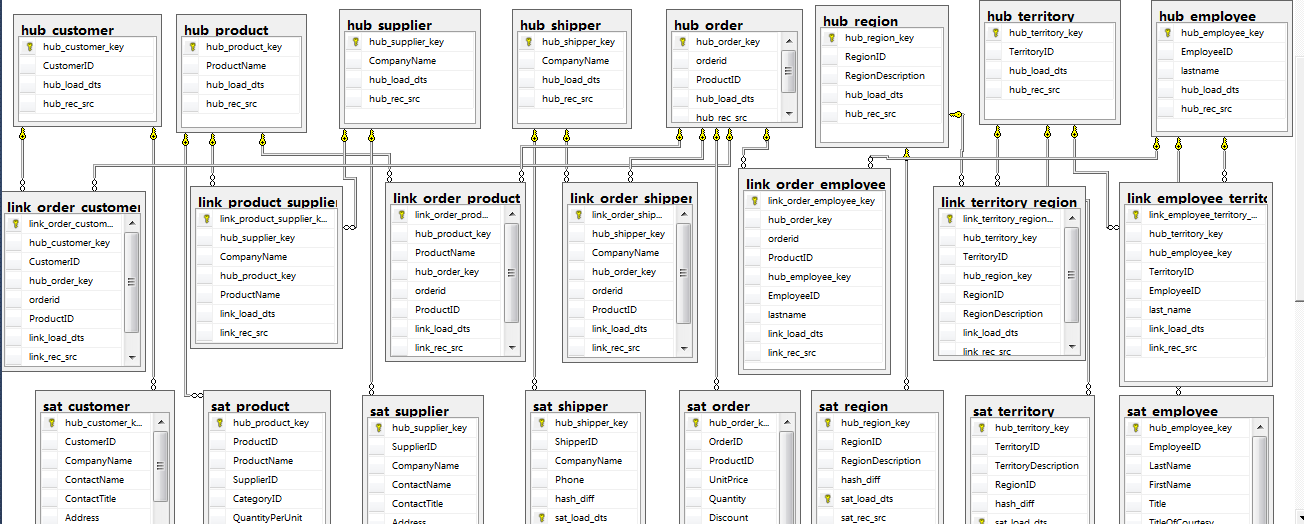 hub_customer
hub_customer_key
CustomerID
hub_load_dts
hub_rec_src
hub_product
hub_product_key
ProductName
hub_load_dts
hub_rec_src
hub_supplier
hub_supplier_key
CompanyName
hub_load_dts
hub_rec_src
hub_shipper
hub_shipper_key
CompanyName
hub_load_dts
hub_rec_src
hub_order
hub_order_key
orderid
ProductID
hub_load_dts
hub_rec_src
hub_region
hub_region_key
RegionID
RegionDescription
hub_load_dts
hub_rec_src
hub_territory
hub_territory_key
TerritoryID
hub_load_dts
hub_rec_src
hub_employee
hub_employee_key
EmployeeID
lastname
hub_load_dts
hub_rec_src
link_order_customer
link_order_custom...
hub_customer_key
CustomerID
hub_order_key
orderid
ProductID
link_load_dts
link_rec_src
link_product_supplier
link_product_supplier_k...
hub_supplier_key
CompanyName
hub_product_key
ProductName
link_load_dts
link_rec_src
link_order_product
link_order_prod...
hub_product_key
ProductName
hub_order_key
orderid
ProductID
link_load_dts
link_rec_src
link_order_shipper
link_order_ship...
hub_shipper_key
CompanyName
hub_order_key
orderid
ProductID
link_load_dts
link_rec_src
link_order_employee
link_order_employee_key
hub_order_key
orderid
ProductID
hub_employee_key
EmployeeID
lastname
link_load_dts
link_rec_src
link_territory_region
link_territory_region...
hub_territory_key
TerritoryID
hub_region_key
RegionID
RegionDescription
link_load_dts
link_rec_src
link_employee_territo
link_employee_territory_...
hub_territory_key
hub_employee_key
TerritoryID
EmployeeID
last_name
link_load_dts
link_rec_src
sat_customer
hub_customer_k...
CustomerID
CompanyName
ContactName
ContactTitle
Address
sat_product
hub_product_key
ProductID
ProductName
SupplierID
CategoryID
QuantityPerUnit
sat_supplier
hub_supplier_key
SupplierID
CompanyName
ContactName
ContactTitle
Address
sat_shipper
hub_shipper_key
ShipperID
CompanyName
Phone
hash_diff
sat_load_dts
sat_order
hub_order_k...
OrderID
ProductID
UnitPrice
Quantity
Discount
sat_region
hub_region_key
RegionID
RegionDescription
hash_diff
sat_load_dts
sat_rec_src
sat_territory
hub_territory_key
TerritoryID
TerritoryDescription
RegionID
hash_diff
sat_load_dts
sat_employee
hub_employee_key
EmployeeID
LastName
FirstName
Title
TitleOfCourtesy